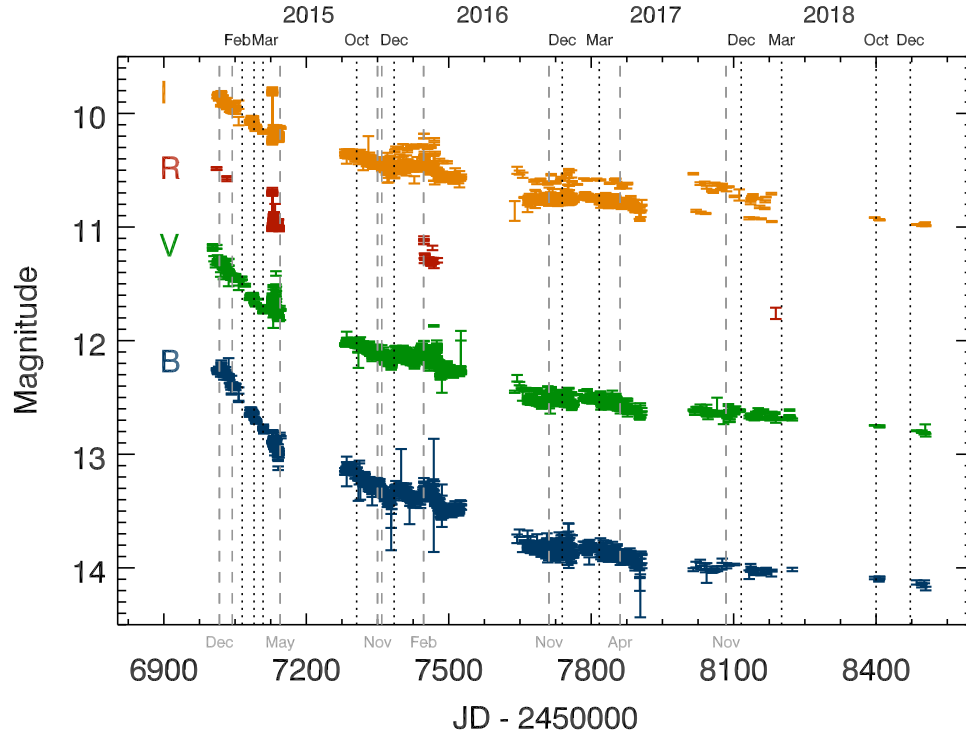 2015 2016 2017 2018
Feb Mar Oct Dec Dec Mar Dec Mar Oct Dec
I
10
R
11
V
12
B
13
14
Magnitude
Dec May Nov Feb Nov Apr Nov
6900 7200 7500 7800 8100 8400
JD - 2450000